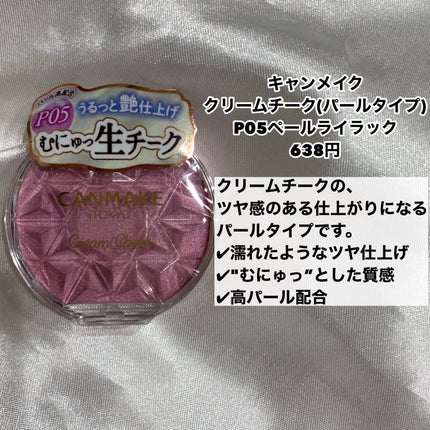 キャンメイク
クリームチーク(パールタイプ)
P05ペールライラック
638円
クリームチークの、
ツヤ感のある仕上がりになる
パールタイプです。
✔濡れたようなツヤ仕上げ
✔"むにゅっ"とした質感
✔高パール配合
P05
うるっと艶仕上げ
むにゅっ生チーク
CANMAKE
TOKYO
Cream Cheek